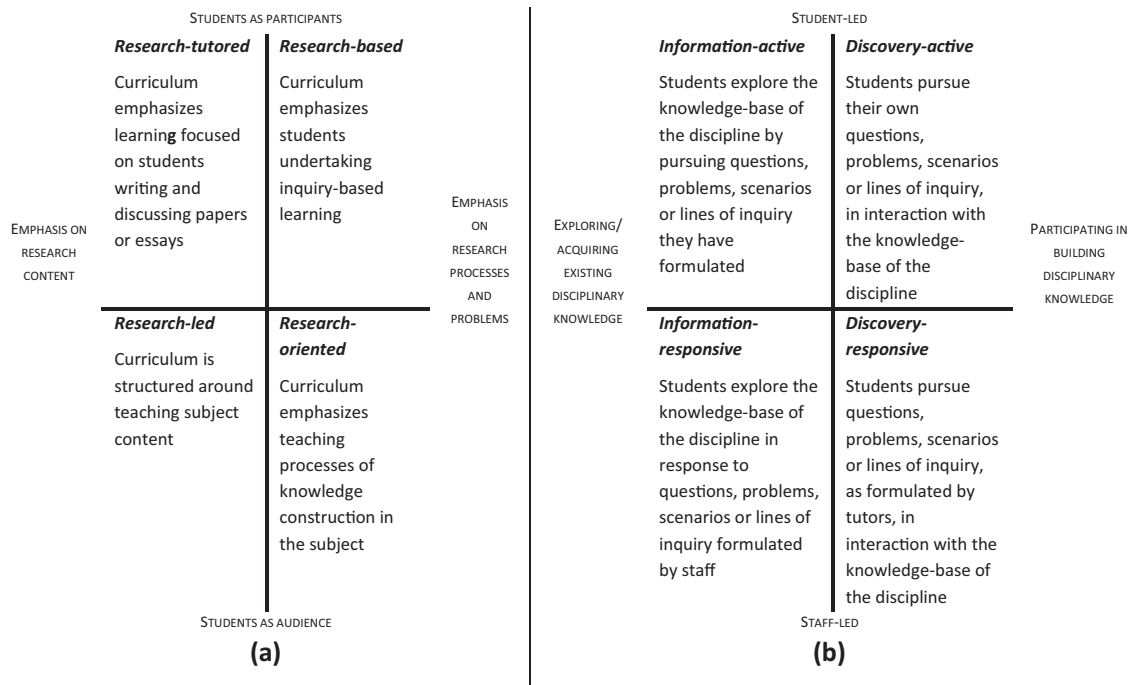 STUDENTS AS PARTICIPANTS
Research-tutored
Curriculum
emphasizes
learning focused
on students
writing and
discussing papers
or essays
Research-based
Curriculum
emphasizes
students
undertaking
inquiry-based
learning
EMPHASIS ON
RESEARCH
CONTENT
EMPHASIS
ON
RESEARCH
PROCESSES
AND
PROBLEMS
Research-led
Curriculum is
structured around
teaching subject
content
Research-
oriented
Curriculum
emphasizes
teaching
processes of
knowledge
construction in
the subject
STUDENTS AS AUDIENCE
(a)
STUDENT-LED
Information-active
Students explore the
knowledge-base of
the discipline by
pursuing questions,
problems, scenarios
or lines of inquiry
they have
formulated
Discovery-active
Students pursue
their own
questions,
problems, scenarios
or lines of inquiry,
in interaction with
the knowledge-
base of the
discipline
EXPLORING/
ACQUIRING
EXISTING
DISCIPLINARY
KNOWLEDGE
PARTICIPATING IN
BUILDING
DISCIPLINARY
KNOWLEDGE
Information-
responsive
Students explore the
knowledge-base of
the discipline in
response to
questions, problems,
scenarios or lines of
inquiry formulated
by staff
Discovery-
responsive
Students pursue
questions,
problems, scenarios
or lines of inquiry,
as formulated by
tutors, in
interaction with the
knowledge-base of
the discipline
STAFF-LED
(b)